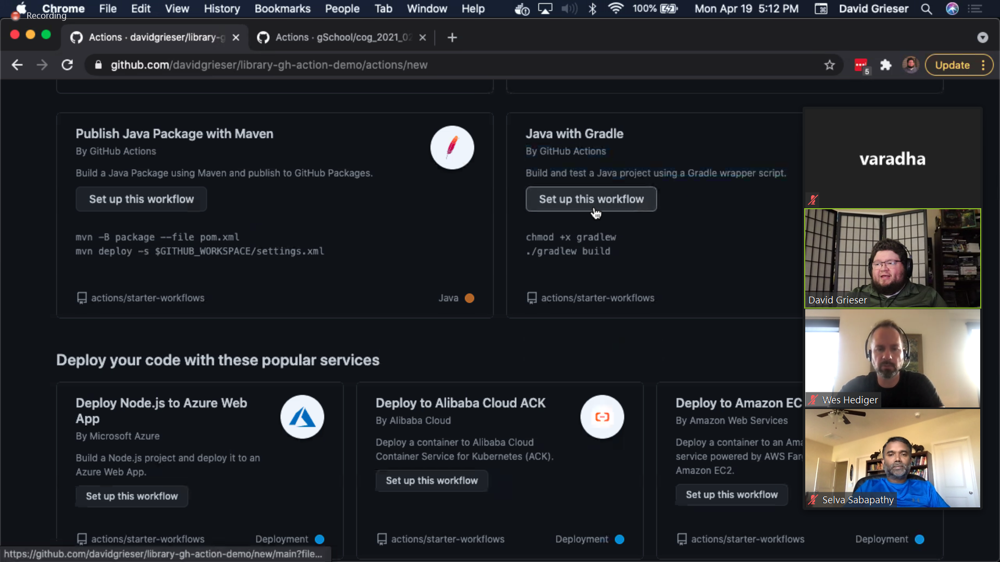 Chrome File Edit View History Bookmarks People Tab Window Help 100% Mon Apr 19 5:12 PM David Grieser
Recording
Actions · davidgrieser/library-g
Actions · gSchool/cog_2021_02
github.com/davidgrieser/library-gh-action-demo/actions/new
5
Update
Publish Java Package with Maven
By GitHub Actions
Build a Java Package using Maven and publish to GitHub Packages.
Set up this workflow
mvn -B package --file pom.xml
mvn deploy -s $GITHUB_WORKSPACE/settings.xml
actions/starter-workflows
Java
Java with Gradle
By GitHub Actions
Build and test a Java project using a Gradle wrapper script.
Set up this workflow
chmod +x gradlew
./gradlew build
actions/starter-workflows
varadha
David Grieser
Wes Hediger
Selva Sabapathy
Deploy your code with these popular services
Deploy Node.js to Azure Web
App
By Microsoft Azure
Build a Node.js project and deploy it to an
Azure Web App.
Set up this workflow
actions/starter-workflows
Deployment
Deploy to Alibaba Cloud ACK
By Alibaba Cloud
Deploy a container to Alibaba Cloud
Container Service for Kubernetes (ACK).
Set up this workflow
actions/starter-workflows
Deployment
Deploy to Amazon EC
By Amazon Web Services
Deploy a container to an Ama
service powered by AWS Far
Amazon EC2.
Set up this workflow
actions/starter-workflows
Deployment
https://github.com/davidgrieser/library-gh-action-demo/new/main?file...